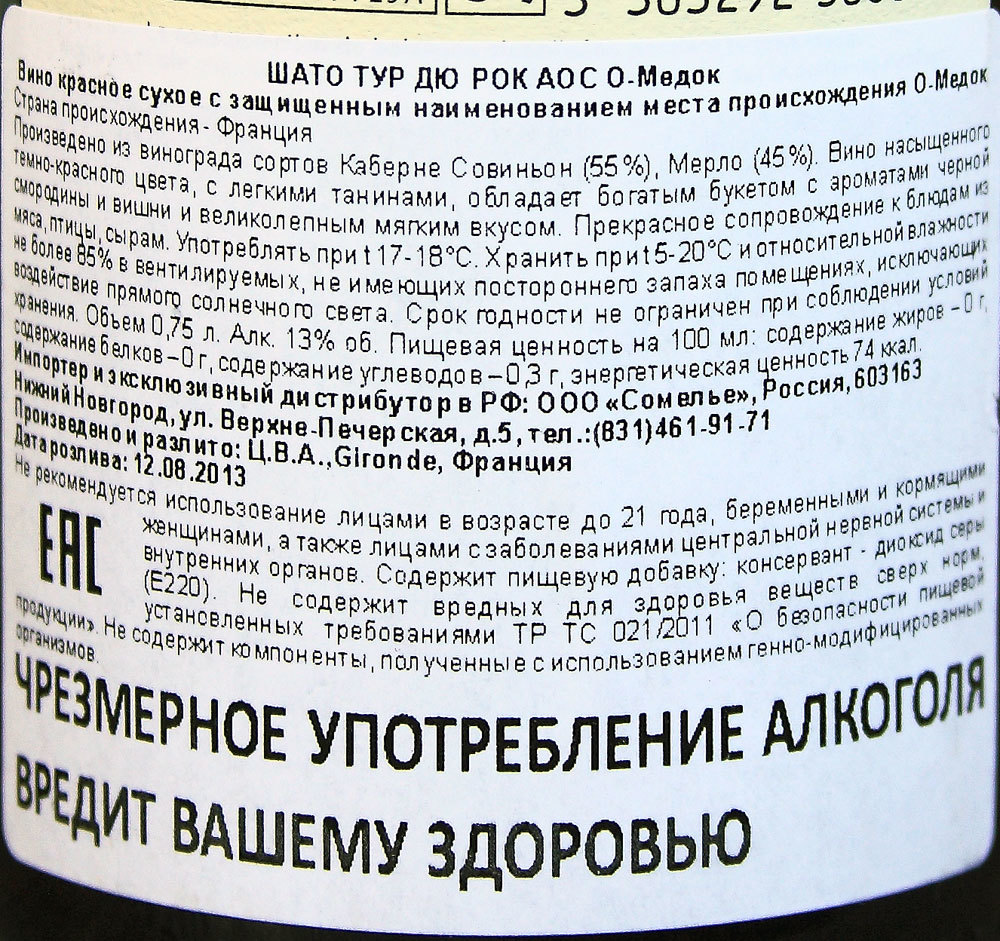 ШАТО ТУР ДЮ РОК АОС О-Медок
Вино красное сухое с защищенным наименованием места происхождения О-Медок
Страна происхождения - Франция
Произведено из винограда сортов Каберне Совиньон (55%), Мерло (45%). Вино насыщенного
темно-красного цвета, с легкими танинами, обладает богатым букетом с ароматами черной
смородины и вишни и великолепным мягким вкусом. Прекрасное сопровождение к блюдам из
мяса, птицы, сырам. Употреблять при t 17-18°С. Хранить при t 5-20°С и относительной влажности
не более 85% в вентилируемых, не имеющих постороннего запаха помещениях, исключающих
воздействие прямого солнечного света. Срок годности не ограничен при соблюдении условий
хранения. Объем 0,75 л. Алк. 13% об. Пищевая ценность на 100 мл: содержание жиров – 0 г,
содержание белков – 0 г, содержание углеводов – 0,3 г, энергетическая ценность 74 ккал.
Импортер и эксклюзивный дистрибутор в РФ: ООО «Сомелье», Россия, 603163
Нижний Новгород, ул. Верхне-Печерская, д.5, тел.:(831)461-91-71
Произведено и разлито: Ц.В.А.,Gironde, Франция
Дата розлива: 12.08.2013
Не рекомендуется использование лицами в возрасте до 21 года, беременными и кормящими
женщинами, а также лицами с заболеваниями центральной нервной системы и
внутренних органов. Содержит пищевую добавку: консервант - диоксид серы
(Е220). Не содержит вредных для здоровья веществ сверх норм,
установленных требованиями ТР ТС 021/2011 «О безопасности пищевой
продукции». Не содержит компоненты, полученные с использованием генно-модифицированных
организмов.
EAC
ЧРЕЗМЕРНОЕ УПОТРЕБЛЕНИЕ АЛКОГОЛЯ
ВРЕДИТ ВАШЕМУ ЗДОРОВЬЮ